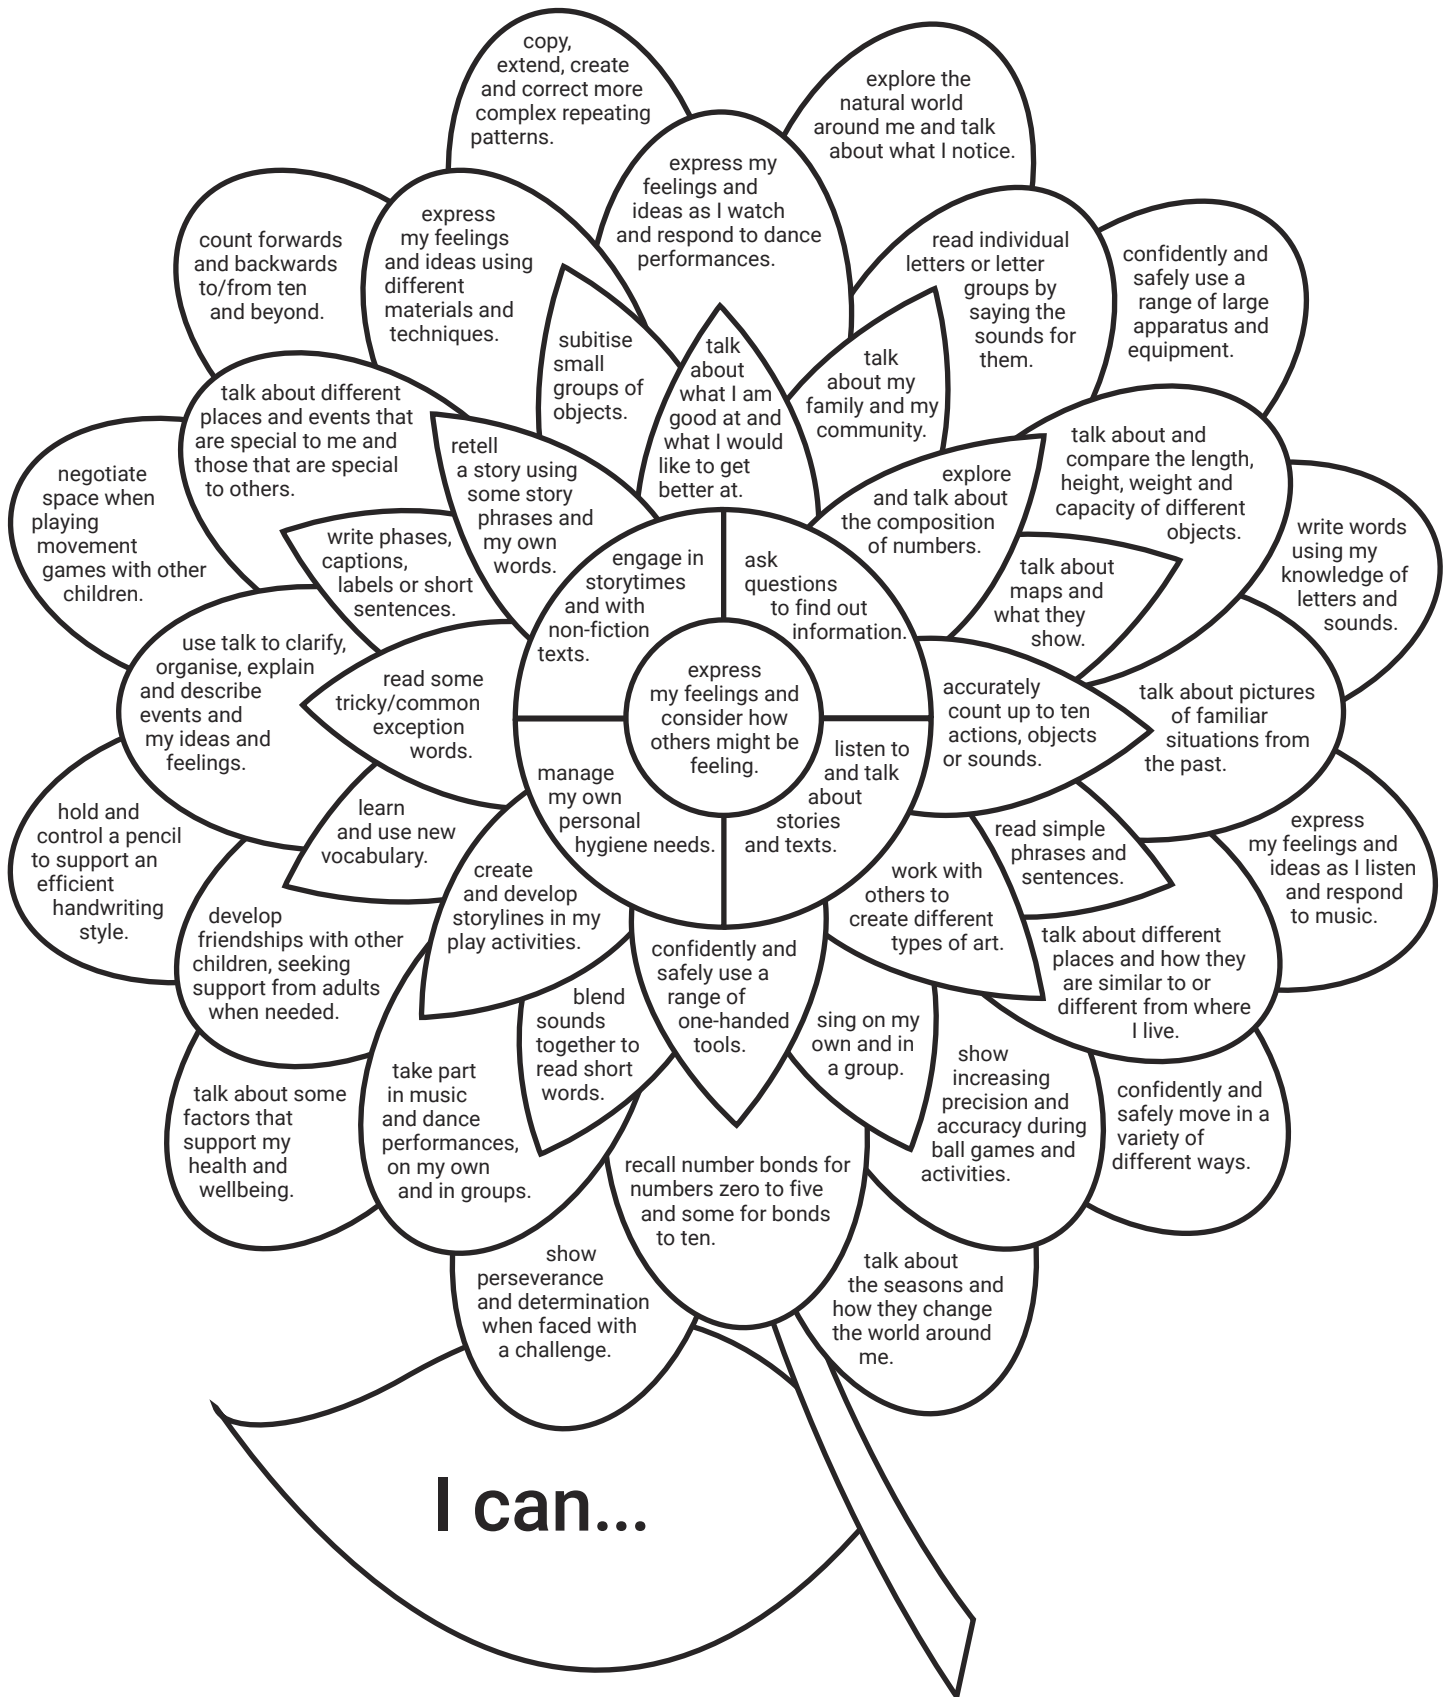 copy,
extend, create
and correct more
complex repeating
patterns.
explore the
natural world
around me and talk
about what I notice.
express my
feelings and
ideas as I watch
and respond to dance
performances.
count forwards
and backwards
to/from ten
and beyond.
express
my feelings
and ideas using
different
materials and
techniques.
read individual
letters or letter
groups by
saying the
sounds for
them.
confidently and
safely use a
range of large
apparatus and
equipment.
subitise
small
groups of
objects.
talk
about
what I am
good at and
what I would
like to get
better at.
talk
about my
family and my
community.
talk about different
places and events that
are special to me and
those that are special
to others.
retell
a story using
some story
phrases and
my own
words.
explore
and talk about
the composition
of numbers.
talk about and
compare the length,
height, weight and
capacity of different
objects.
negotiate
space when
playing
movement
games with other
children.
write phases,
captions,
labels or short
sentences.
engage in
storytimes
and with
non-fiction
texts.
ask
questions
to find out
information.
talk about
maps and
what they
show.
write words
using my
knowledge of
letters and
sounds.
use talk to clarify,
organise, explain
and describe
events and
my ideas and
feelings.
read some
tricky/common
exception
words.
express
my feelings and
consider how
others might be
feeling.
accurately
count up to ten
actions, objects
or sounds.
talk about pictures
of familiar
situations from
the past.
manage
my own
personal
hygiene needs.
listen to
and talk
about
stories
and texts.
hold and
control a pencil
to support an
efficient
handwriting
style.
learn
and use new
vocabulary.
create
and develop
storylines in my
play activities.
work with
others to
create different
types of art.
read simple
phrases and
sentences.
express
my feelings and
ideas as I listen
and respond
to music.
develop
friendships with other
children, seeking
support from adults
when needed.
confidently and
safely use a
range of
one-handed
tools.
talk about different
places and how they
are similar to or
different from where
I live.
blend
sounds
together to
read short
words.
sing on my
own and in
a group.
talk about some
factors that
support my
health and
wellbeing.
take part
in music
and dance
performances,
on my own
and in groups.
show
increasing
precision and
accuracy during
ball games and
activities.
confidently and
safely move in a
variety of
different ways.
recall number bonds for
numbers zero to five
and some for bonds
to ten.
show
perseverance
and determination
when faced with
a challenge.
talk about
the seasons and
how they change
the world around
me.
I can...